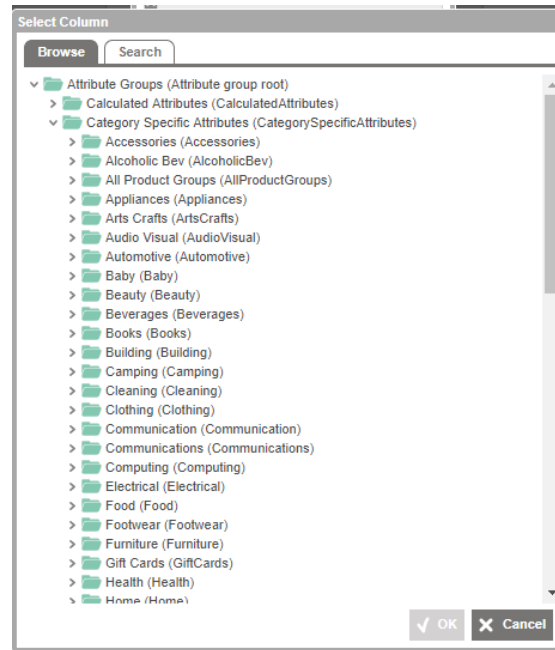 Select Column
Browse Search
Attribute Groups (Attribute group root)
Calculated Attributes (CalculatedAttributes)
Category Specific Attributes (CategorySpecificAttributes)
Accessories (Accessories)
Alcoholic Bev (AlcoholicBev)
All Product Groups (AllProductGroups)
Appliances (Appliances)
Arts Crafts (ArtsCrafts)
Audio Visual (AudioVisual)
Automotive (Automotive)
Baby (Baby)
Beauty (Beauty)
Beverages (Beverages)
Books (Books)
Building (Building)
Camping (Camping)
Cleaning (Cleaning)
Clothing (Clothing)
Communication (Communication)
Communications (Communications)
Computing (Computing)
Electrical (Electrical)
Food (Food)
Footwear (Footwear)
Furniture (Furniture)
Gift Cards (GiftCards)
Health (Health)
Home (Home)
OK Cancel